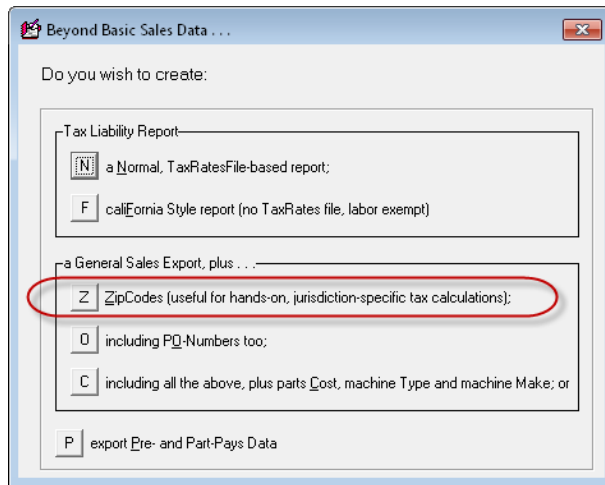 Beyond Basic Sales Data . . .
Do you wish to create:
Tax Liability Report
N a Normal, TaxRatesFile-based report;
F caliFornia Style report (no TaxRates file, labor exempt)
a General Sales Export, plus . . .
Z ZipCodes (useful for hands-on, jurisdiction-specific tax calculations);
O including PO-Numbers too;
C including all the above, plus parts Cost, machine Type and machine Make; or
P export Pre- and Part-Pays Data